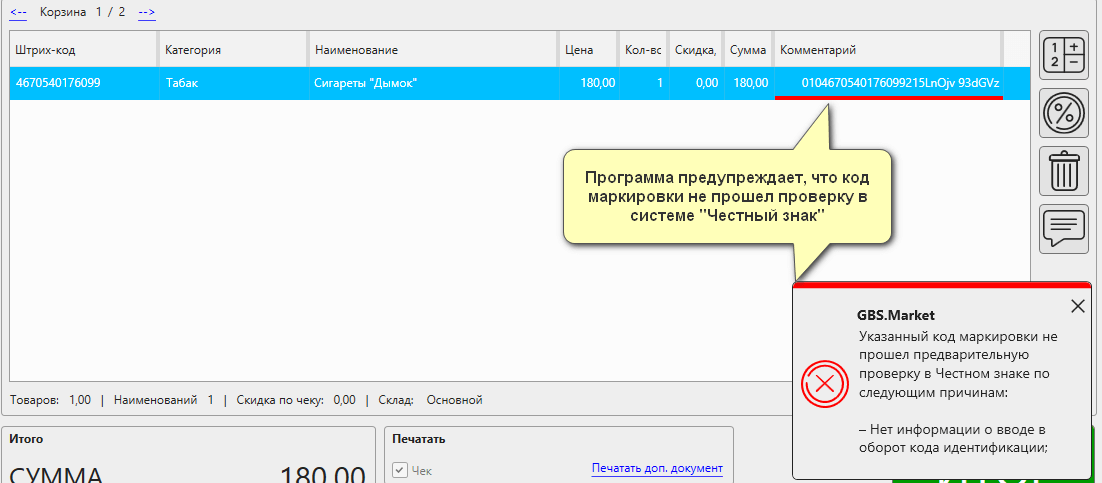 <-- Корзина 1 / 2 -->
Штрих-код Категория Наименование Цена Кол-вс Скидка, Сумма Комментарий
4670540176099 Табак Сигареты "Дымок" 180,00 1 0,00 180,00 0104670540176099215LnOjv 93dGVz
1 +
2 −
%
Программа предупреждает, что код
маркировки не прошел проверку в
системе "Честный знак"
GBS.Market
Указанный код маркировки не
прошел предварительную
проверку в Честном знаке по
следующим причинам:
– Нет информации о вводе в
оборот кода идентификации;
Товаров: 1,00 | Наименований 1 | Скидка по чеку: 0,00 | Склад: Основной
Итого
СУММА 180,00
Печатать
Чек Печатать доп. документ